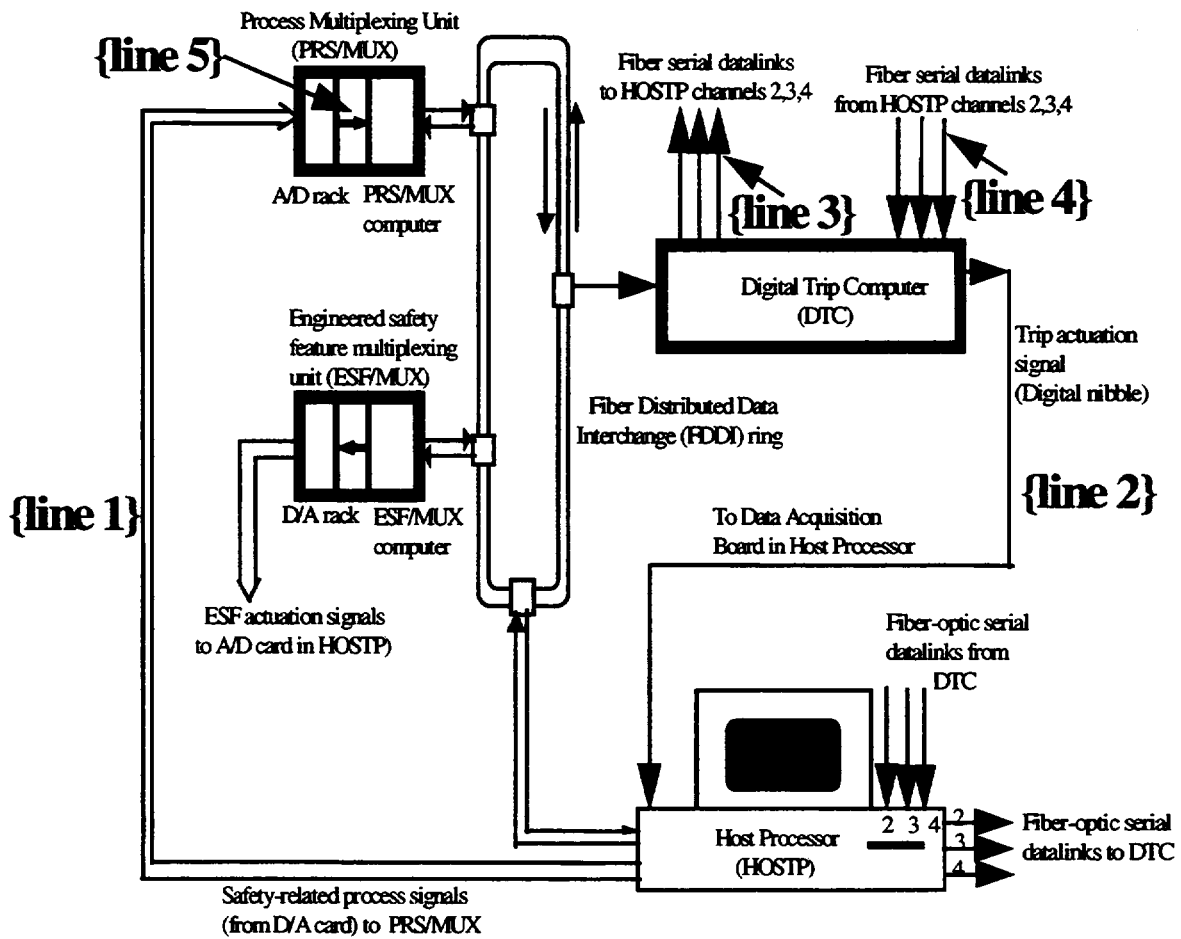 Process Multiplexing Unit
(PRS/MUX)
{line 5}
A/D rack
PRS/MUX
computer
Fiber serial datalinks
to HOSTP channels 2,3,4
Fiber serial datalinks
from HOSTP channels 2,3,4
{line 3}
{line 4}
Digital Trip Computer
(DTC)
Engineered safety
feature multiplexing
unit (ESF/MUX)
Trip actuation
signal
(Digital nibble)
Fiber Distributed Data
Interchange (FDDI) ring
{line 1}
D/A rack
ESF/MUX
computer
{line 2}
To Data Acquisition
Board in Host Processor
ESF actuation signals
to A/D card in HOSTP)
Fiber-optic serial
datalinks from
DTC
2 3 4
2
3
4
Host Processor
(HOSTP)
Fiber-optic serial
datalinks to DTC
Safety-related process signals
(from D/A card) to PRS/MUX